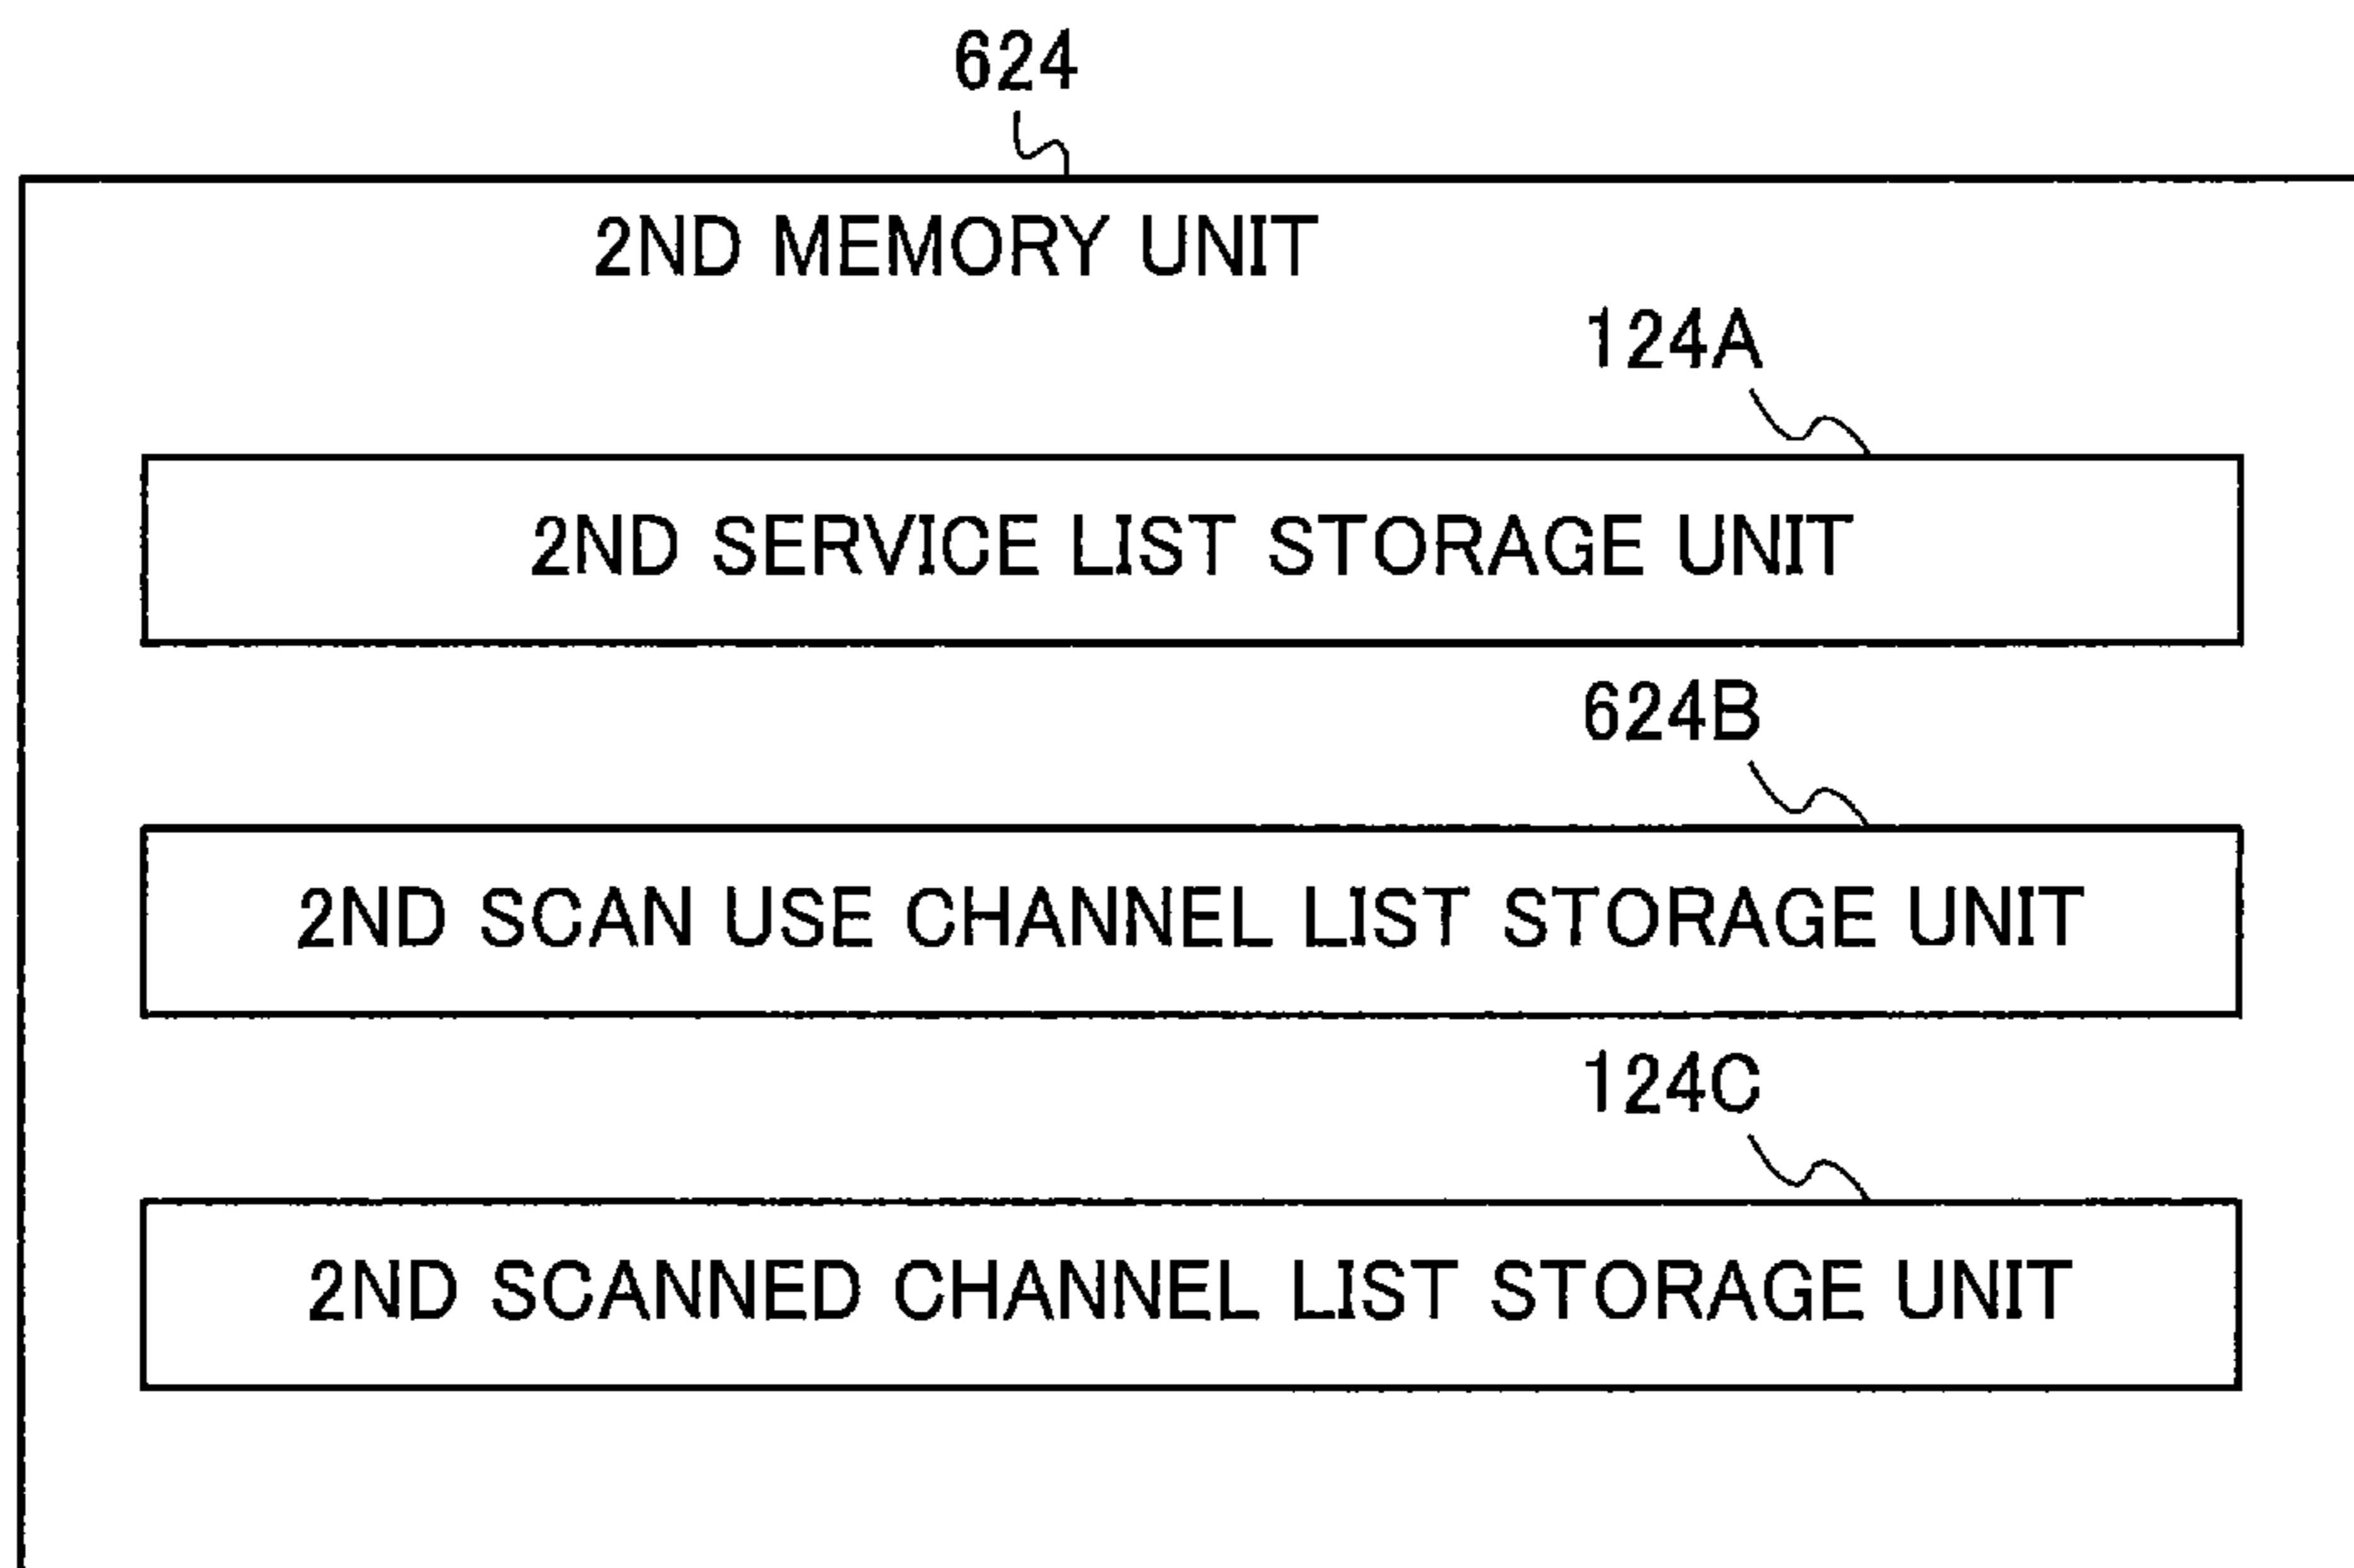 624
2ND MEMORY UNIT
124A
2ND SERVICE LIST STORAGE UNIT
624B
2ND SCAN USE CHANNEL LIST STORAGE UNIT
124C
2ND SCANNED CHANNEL LIST STORAGE UNIT